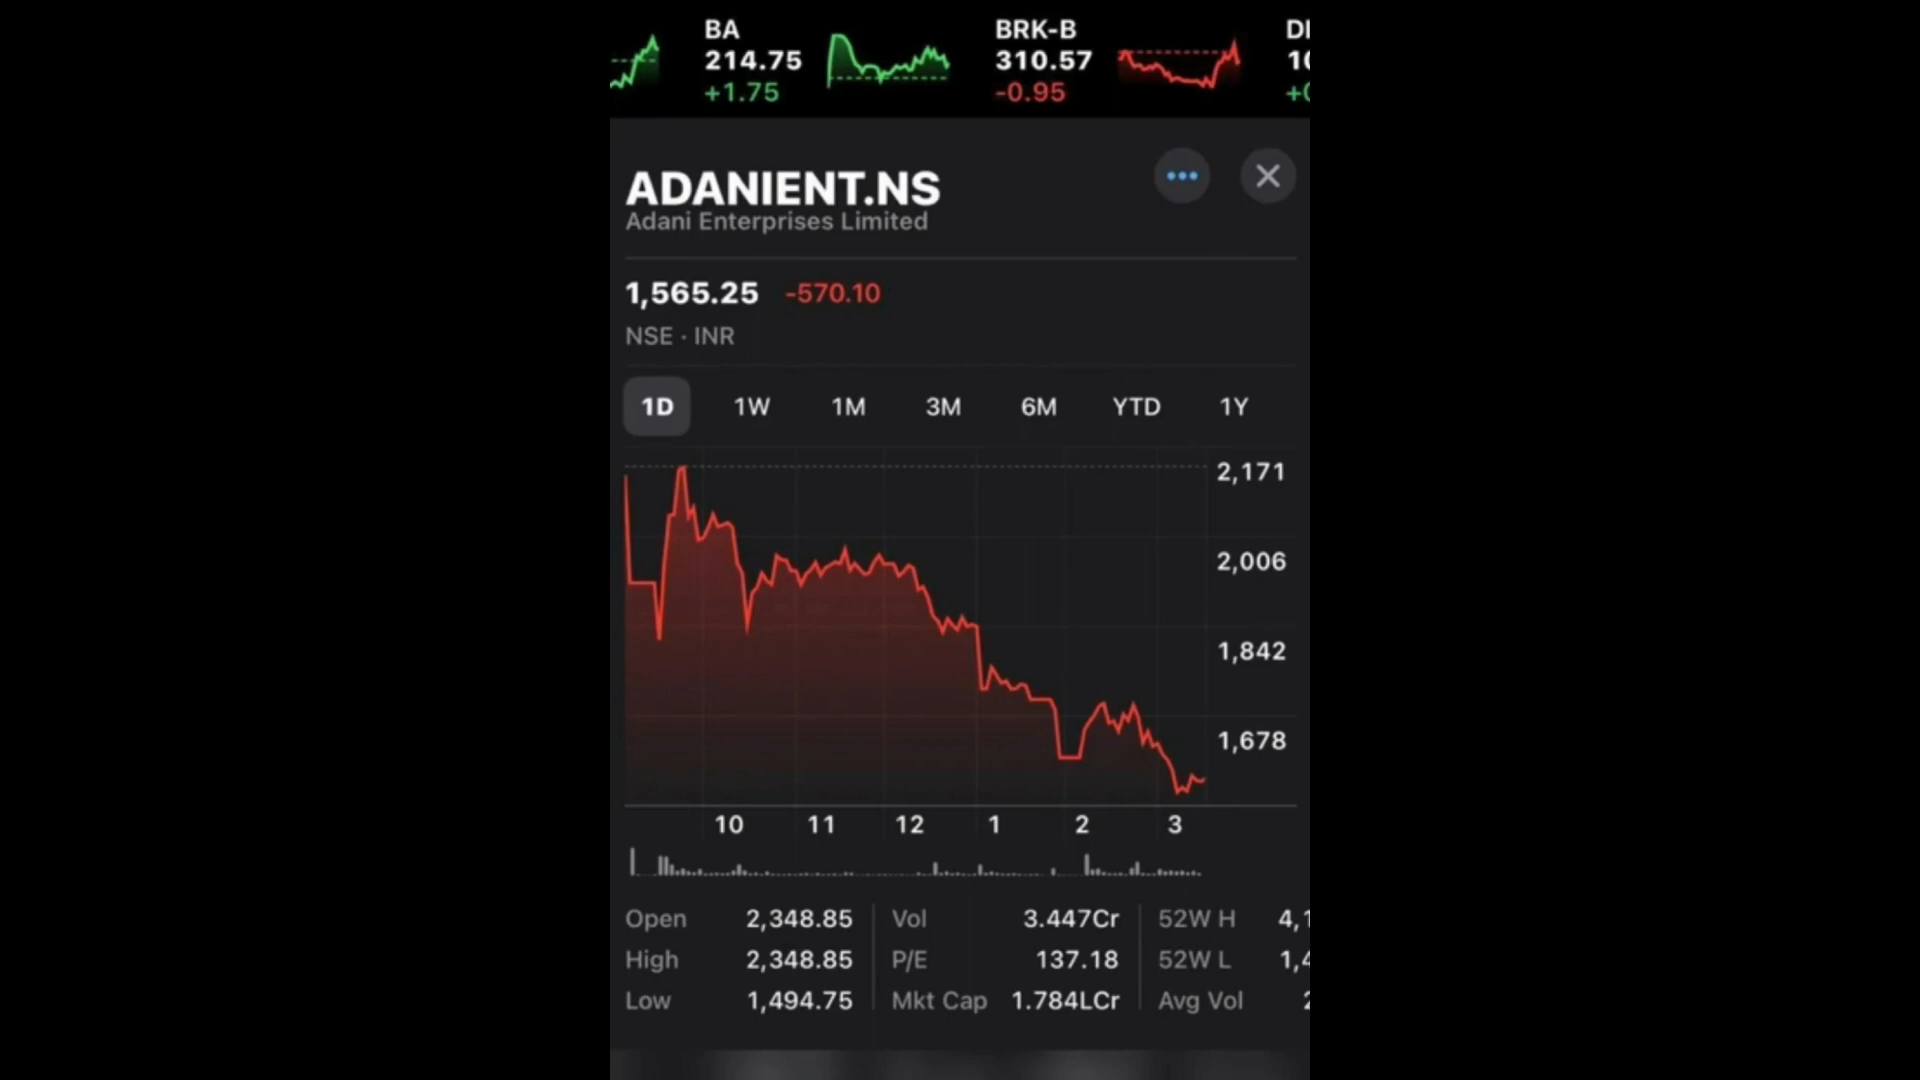 BA
214.75
+1.75
BRK-B
310.57
-0.95
ADANIENT.NS
Adani Enterprises Limited
1,565.25 -570.10
NSE · INR
1D 1W 1M 3M 6M YTD 1Y
2,171
2,006
1,842
1,678
10 11 12 1 2 3
Open 2,348.85 Vol 3.447Cr 52W H
High 2,348.85 P/E 137.18 52W L
Low 1,494.75 Mkt Cap 1.784LCr Avg Vol